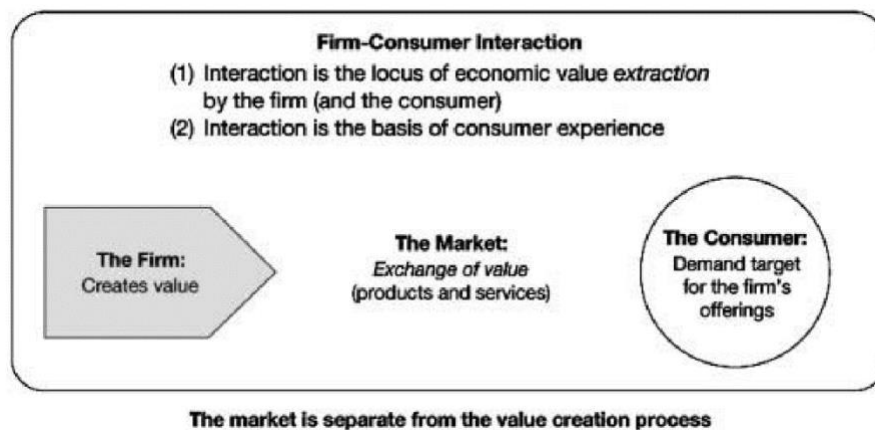 Firm-Consumer Interaction
(1) Interaction is the locus of economic value extraction
by the firm (and the consumer)
(2) Interaction is the basis of consumer experience
The Firm:
Creates value
The Market:
Exchange of value
(products and services)
The Consumer:
Demand target
for the firm's
offerings
The market is separate from the value creation process